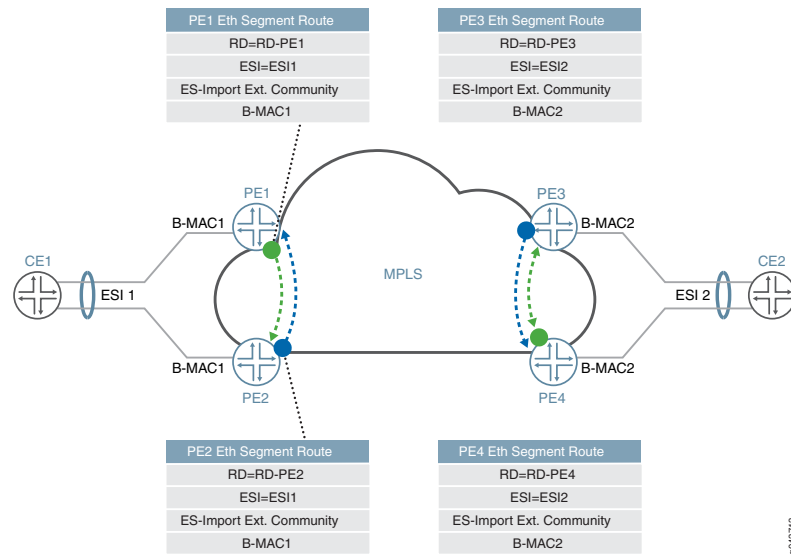 PE1 Eth Segment Route
RD=RD-PE1
ESI=ESI1
ES-Import Ext. Community
B-MAC1
PE3 Eth Segment Route
RD=RD-PE3
ESI=ESI2
ES-Import Ext. Community
B-MAC2
PE1
PE3
B-MAC1
B-MAC2
CE1
MPLS
CE2
ESI 1
ESI 2
B-MAC1
B-MAC2
PE2
PE4
PE2 Eth Segment Route
RD=RD-PE2
ESI=ESI1
ES-Import Ext. Community
B-MAC1
PE4 Eth Segment Route
RD=RD-PE4
ESI=ESI2
ES-Import Ext. Community
B-MAC2